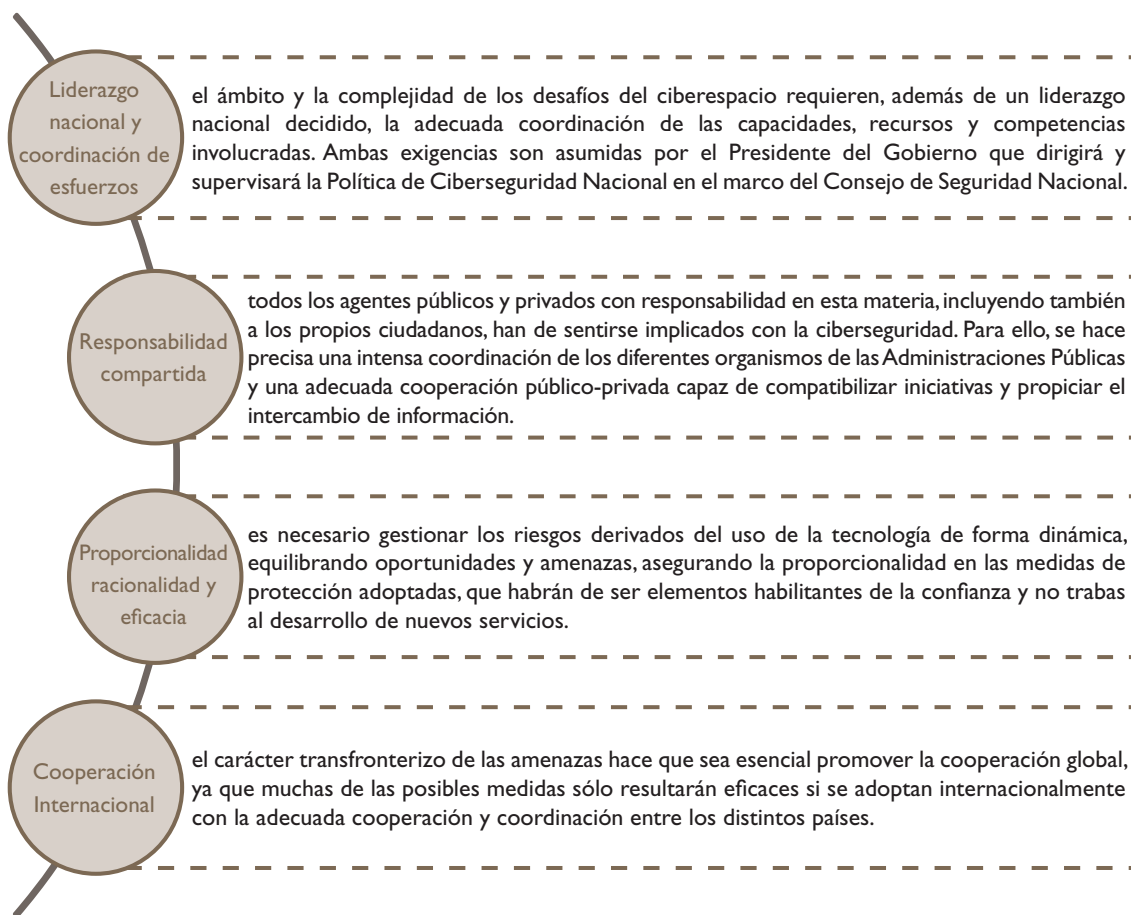 Liderazgo
nacional y
coordinación de
esfuerzos
el ámbito y la complejidad de los desafíos del ciberespacio requieren, además de un liderazgo
nacional decidido, la adecuada coordinación de las capacidades, recursos y competencias
involucradas. Ambas exigencias son asumidas por el Presidente del Gobierno que dirigirá y
supervisará la Política de Ciberseguridad Nacional en el marco del Consejo de Seguridad Nacional.
Responsabilidad
compartida
todos los agentes públicos y privados con responsabilidad en esta materia, incluyendo también
a los propios ciudadanos, han de sentirse implicados con la ciberseguridad. Para ello, se hace
precisa una intensa coordinación de los diferentes organismos de las Administraciones Públicas
y una adecuada cooperación público-privada capaz de compatibilizar iniciativas y propiciar el
intercambio de información.
Proporcionalidad
racionalidad y
eficacia
es necesario gestionar los riesgos derivados del uso de la tecnología de forma dinámica,
equilibrando oportunidades y amenazas, asegurando la proporcionalidad en las medidas de
protección adoptadas, que habrán de ser elementos habilitantes de la confianza y no trabas
al desarrollo de nuevos servicios.
Cooperación
Internacional
el carácter transfronterizo de las amenazas hace que sea esencial promover la cooperación global,
ya que muchas de las posibles medidas sólo resultarán eficaces si se adoptan internacionalmente
con la adecuada cooperación y coordinación entre los distintos países.